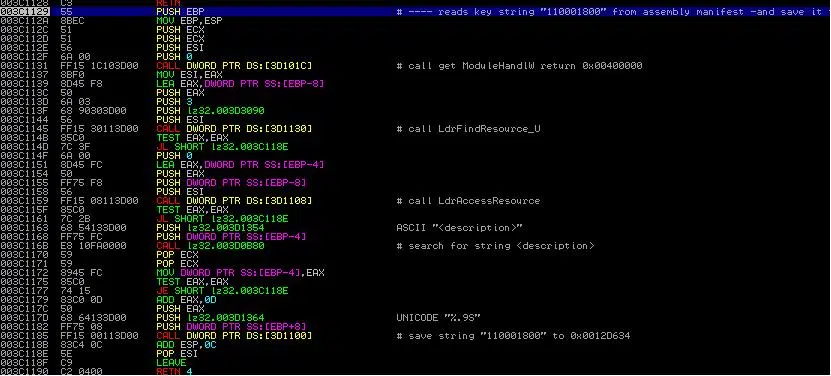 003C1128 C3 RETN
003C1129 55 PUSH EBP # ---- reads key string "110001800" from assembly manifest -and save it
003C112A 8BEC MOV EBP,ESP
003C112C 51 PUSH ECX
003C112D 51 PUSH ECX
003C112E 56 PUSH ESI
003C112F 6A 00 PUSH 0
003C1131 FF15 1C103D00 CALL DWORD PTR DS:[3D101C] # call get ModuleHandlW return 0x00400000
003C1137 8BF0 MOV ESI,EAX
003C1139 8D45 F8 LEA EAX,DWORD PTR SS:[EBP-8]
003C113C 50 PUSH EAX
003C113D 6A 03 PUSH 3
003C113F 68 90303D00 PUSH lz32.003D3090
003C1144 56 PUSH ESI
003C1145 FF15 30113D00 CALL DWORD PTR DS:[3D1130] # call LdrFindResource_U
003C114B 85C0 TEST EAX,EAX
003C114D 7C 3F JL SHORT lz32.003C118E
003C114F 6A 00 PUSH 0
003C1151 8D45 FC LEA EAX,DWORD PTR SS:[EBP-4]
003C1154 50 PUSH EAX
003C1155 FF75 F8 PUSH DWORD PTR SS:[EBP-8]
003C1158 56 PUSH ESI
003C1159 FF15 08113D00 CALL DWORD PTR DS:[3D1108] # call LdrAccessResource
003C115F 85C0 TEST EAX,EAX
003C1161 7C 2B JL SHORT lz32.003C118E
003C1163 68 54133D00 PUSH lz32.003D1354 ASCII "<description>"
003C1168 FF75 FC PUSH DWORD PTR SS:[EBP-4]
003C116B E8 10FA0000 CALL lz32.003D0B80 # search for string <description>
003C1170 59 POP ECX
003C1171 59 POP ECX
003C1172 8945 FC MOV DWORD PTR SS:[EBP-4],EAX
003C1175 85C0 TEST EAX,EAX
003C1177 74 15 JE SHORT lz32.003C118E
003C1179 83C0 0D ADD EAX,0D
003C117C 50 PUSH EAX
003C117D 68 64133D00 PUSH lz32.003D1364 UNICODE "%.9S"
003C1182 FF75 08 PUSH DWORD PTR SS:[EBP+8]
003C1185 FF15 00113D00 CALL DWORD PTR DS:[3D1100] # save string "110001800" to 0x0012D634
003C118B 83C4 0C ADD ESP,0C
003C118E 5E POP ESI
003C118F C9 LEAVE
003C1190 C2 0400 RETN 4